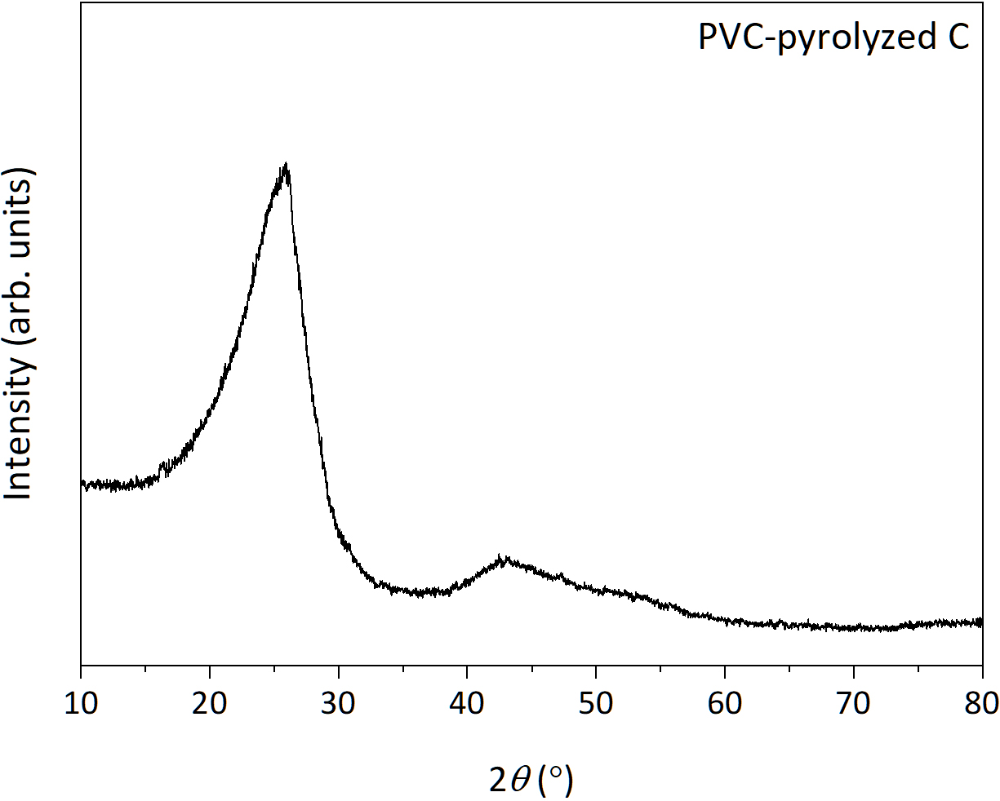 PVC-pyrolyzed C
Intensity (arb. units)
10 20 30 40 50 60 70 80
2θ (°)